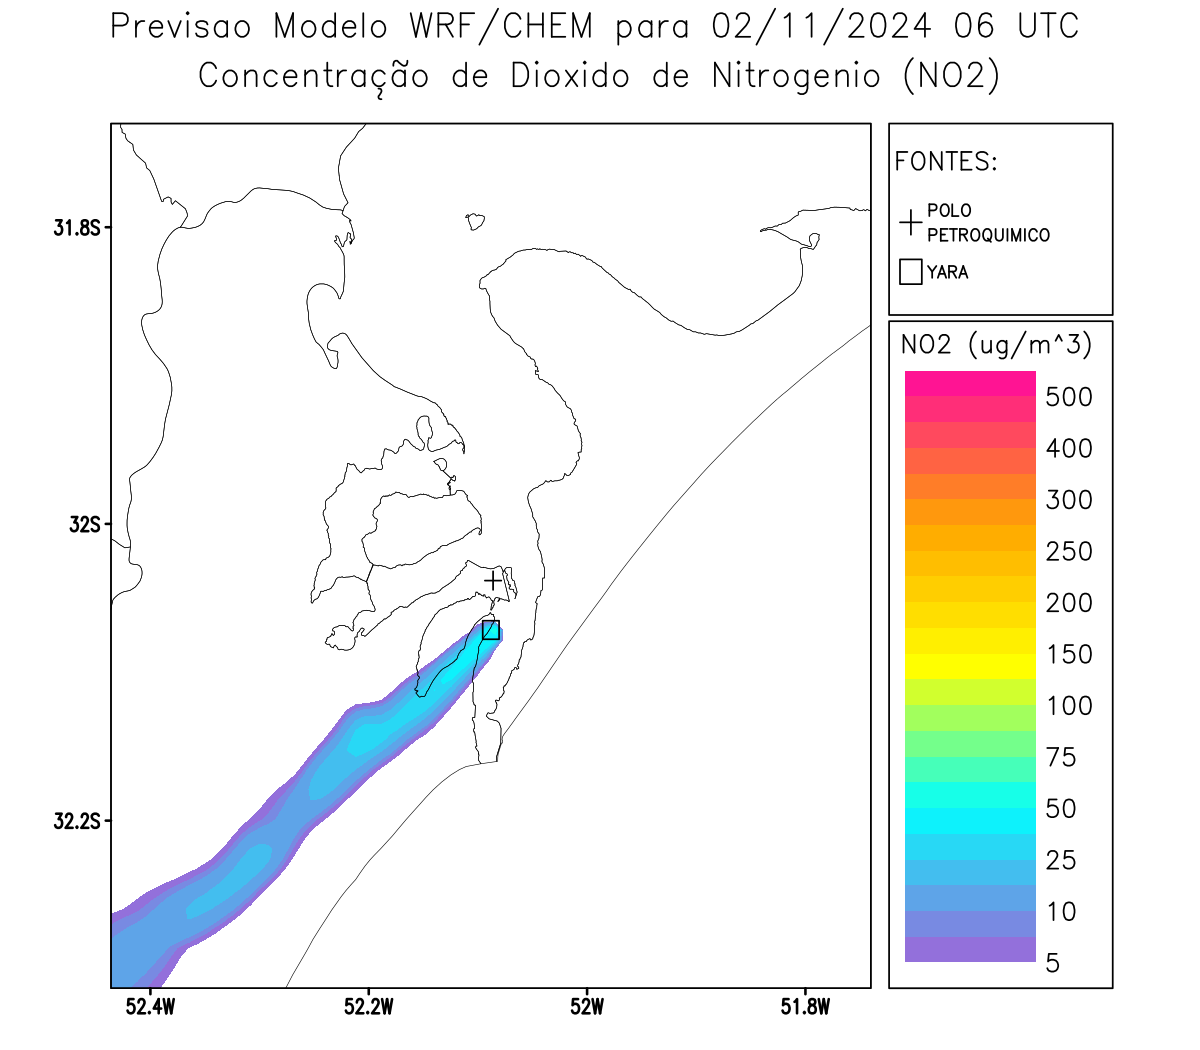 Previsao Modelo WRF/CHEM para 02/11/2024 06 UTC
Concentração de Dioxido de Nitrogenio (NO2)
FONTES:
POLO
PETROQUIMICO
YARA
NO2 (ug/m^3)
500
400
300
250
200
150
100
75
50
25
10
5
31.8S
32S
32.2S
52.4W
52.2W
52W
51.8W